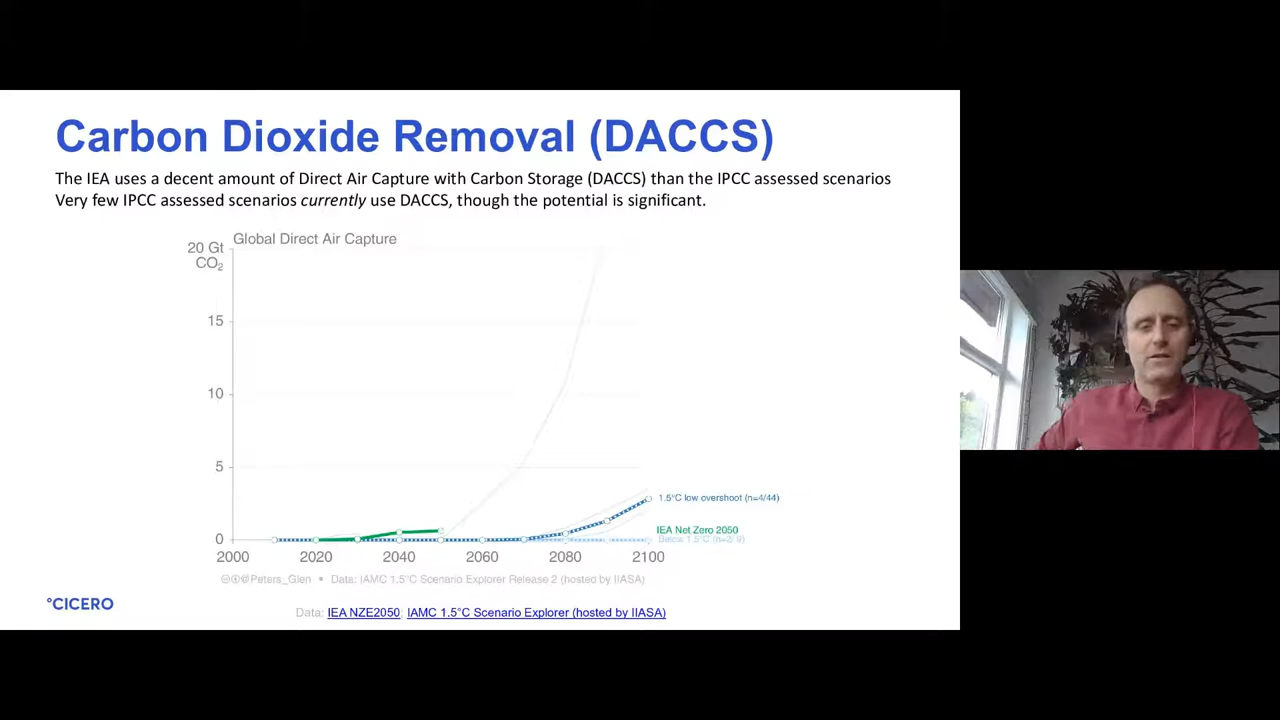 Carbon Dioxide Removal (DACCS)
The IEA uses a decent amount of Direct Air Capture with Carbon Storage (DACCS) than the IPCC assessed scenarios
Very few IPCC assessed scenarios currently use DACCS, though the potential is significant.
Global Direct Air Capture
20 Gt
CO₂
15
10
5
0
1.5°C low overshoot (n=4/44)
IEA Net Zero 2050
Below 1.5°C
2000 2020 2040 2060 2080 2100
@Peters_Glen • Data: IAMC 1.5°C Scenario Explorer Release 2 (hosted by IIASA)
°CICERO
Data: IEA NZE2050; IAMC 1.5°C Scenario Explorer (hosted by IIASA)